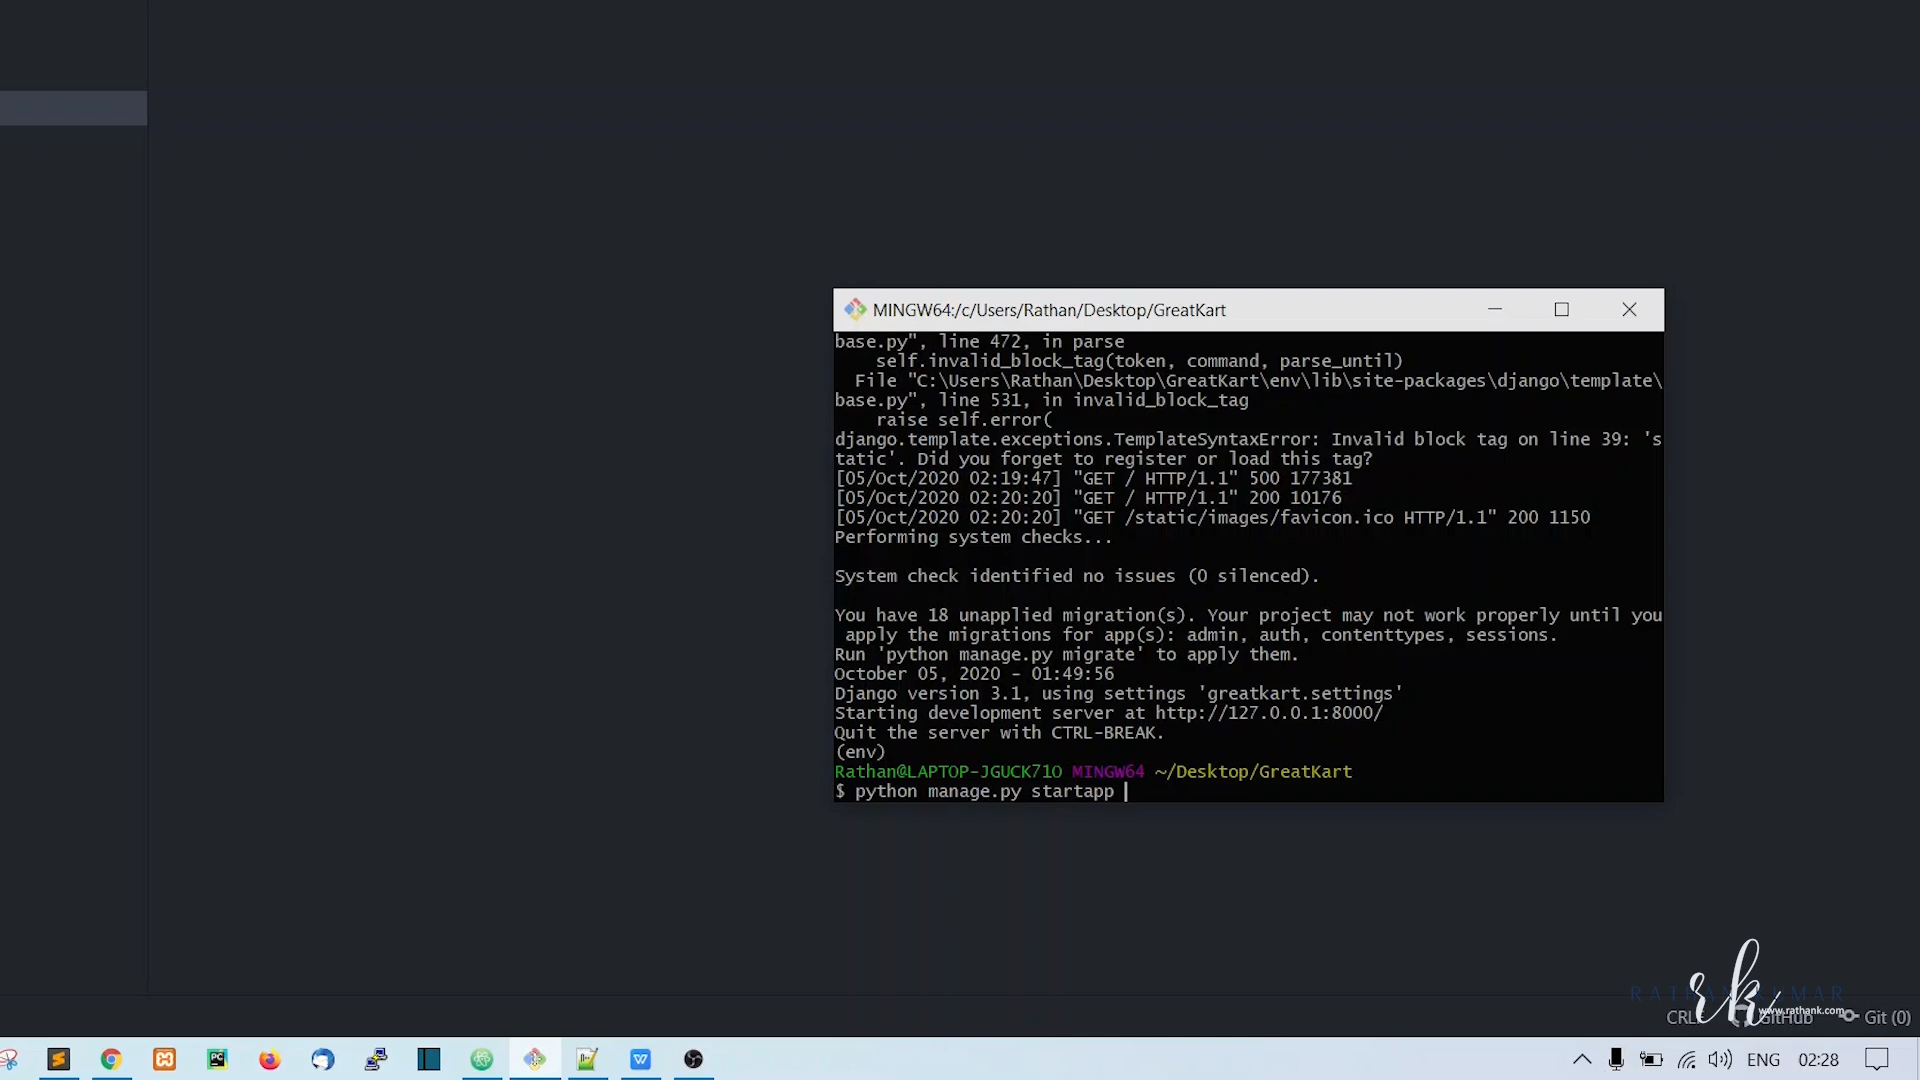 MINGW64:/c/Users/Rathan/Desktop/GreatKart
base.py", line 472, in parse
    self.invalid_block_tag(token, command, parse_until)
  File "C:\Users\Rathan\Desktop\GreatKart\env\lib\site-packages\django\template\
base.py", line 531, in invalid_block_tag
    raise self.error(
django.template.exceptions.TemplateSyntaxError: Invalid block tag on line 39: 's
tatic'. Did you forget to register or load this tag?
[05/Oct/2020 02:19:47] "GET / HTTP/1.1" 500 177381
[05/Oct/2020 02:20:20] "GET / HTTP/1.1" 200 10176
[05/Oct/2020 02:20:20] "GET /static/images/favicon.ico HTTP/1.1" 200 1150
Performing system checks...
System check identified no issues (0 silenced).
You have 18 unapplied migration(s). Your project may not work properly until you
 apply the migrations for app(s): admin, auth, contenttypes, sessions.
Run 'python manage.py migrate' to apply them.
October 05, 2020 - 01:49:56
Django version 3.1, using settings 'greatkart.settings'
Starting development server at http://127.0.0.1:8000/
Quit the server with CTRL-BREAK.
(env)
Rathan@LAPTOP-JGUCK71O MINGW64 ~/Desktop/GreatKart
$ python manage.py startapp
rk
www.rathank.com
GitHub Git (0)
ENG 02:28